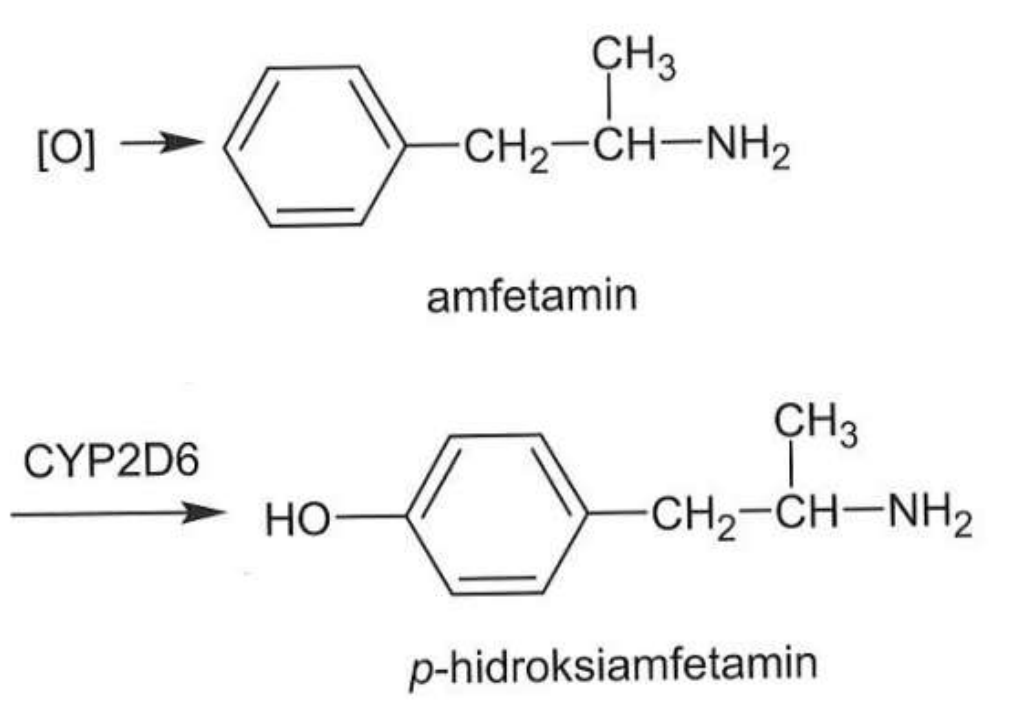 CH₃
[O] CH₂—CH—NH₂
amfetamin
CH₃
CYP2D6
HO CH₂—CH—NH₂
p-hidroksiamfetamin